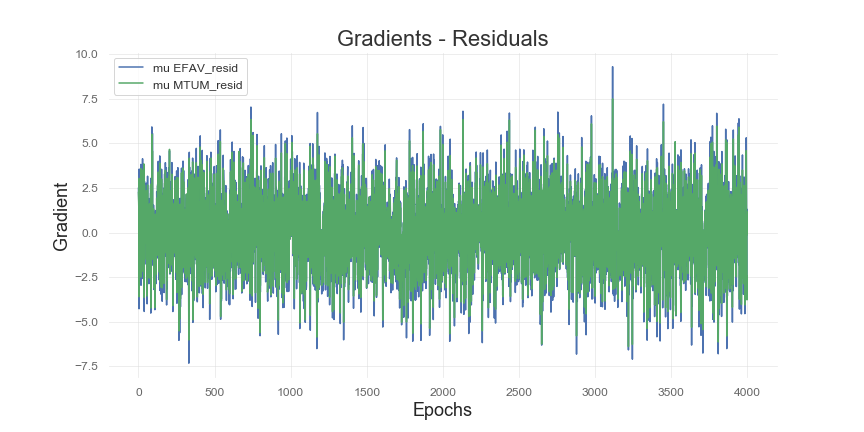 Gradients - Residuals
mu EFAV_resid
mu MTUM_resid
10.0
7.5
5.0
2.5
0.0
−2.5
−5.0
−7.5
Gradient
0 500 1000 1500 2000 2500 3000 3500 4000
Epochs